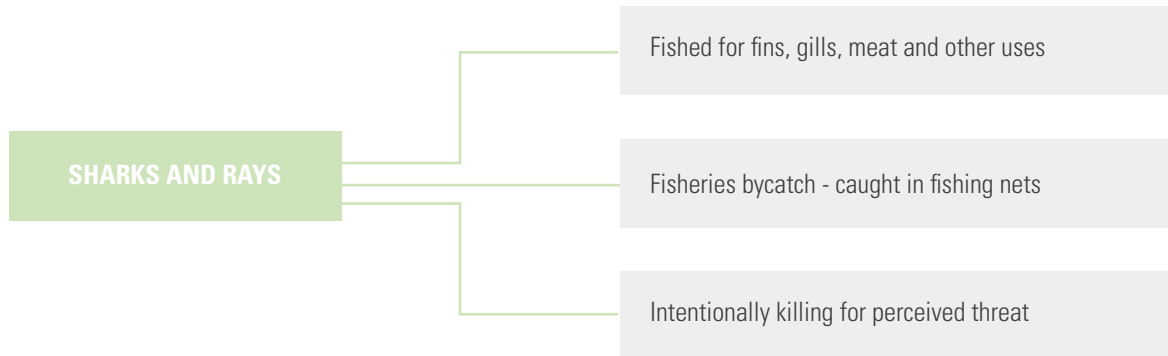 SHARKS AND RAYS
Fished for fins, gills, meat and other uses
Fisheries bycatch - caught in fishing nets
Intentionally killing for perceived threat